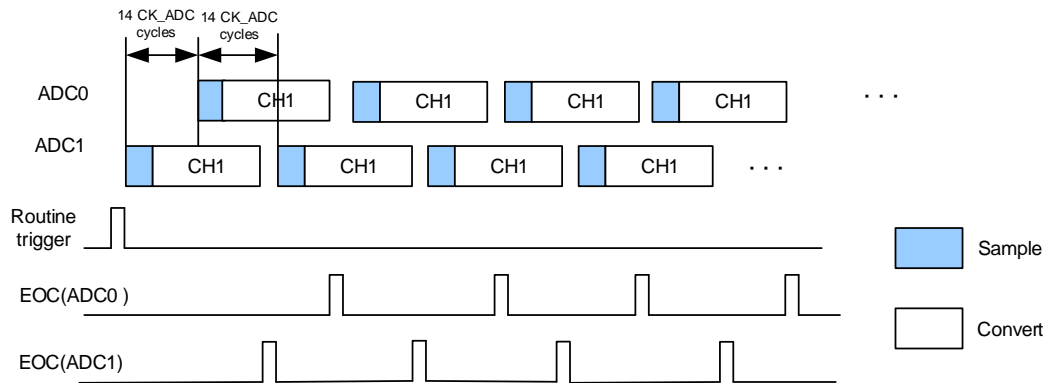 14 CK_ADC
cycles
14 CK_ADC
cycles
ADC0
CH1
CH1
CH1
CH1
. . .
ADC1
CH1
CH1
CH1
CH1
. . .
Routine
trigger
Sample
EOC(ADC0 )
Convert
EOC(ADC1)